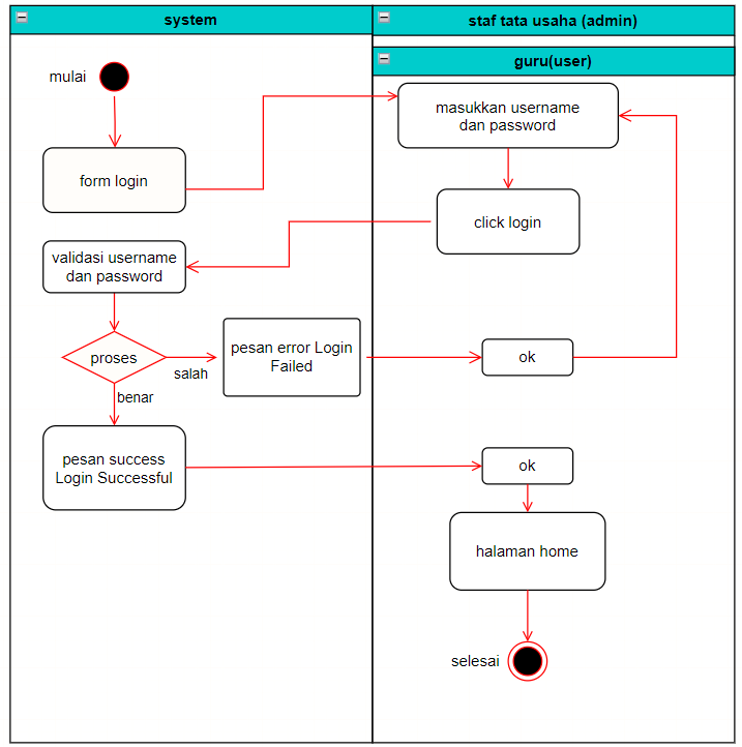 system
staf tata usaha (admin)
guru(user)
mulai
masukkan username
dan password
form login
click login
validasi username
dan password
proses
salah
pesan error Login
Failed
ok
benar
pesan success
Login Successful
ok
halaman home
selesai